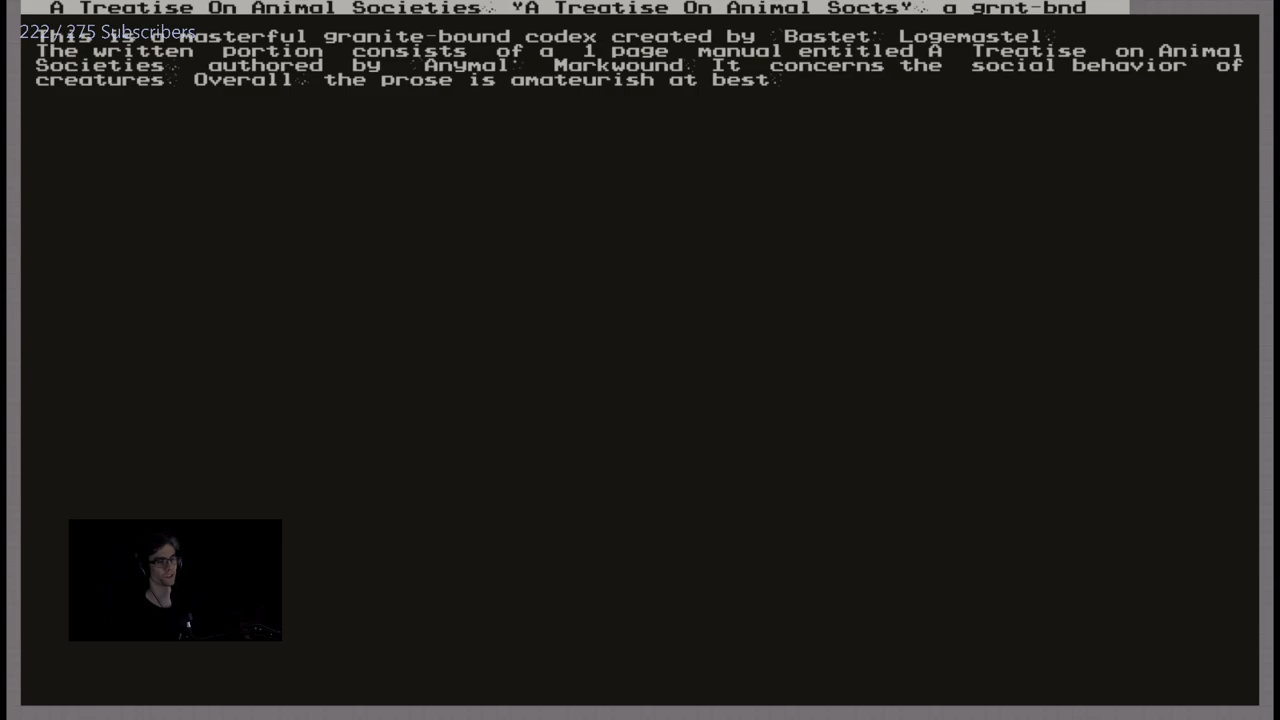 A Treatise On Animal Societies. "A Treatise On Animal Socts". a grnt-bnd
222 / 275 Subscribers
This is a masterful granite-bound codex created by 'Bastet' Logemastel.
The written portion consists of a 1 page manual entitled A Treatise on Animal
Societies authored by 'Anymal' Markwound. It concerns the social behavior of
creatures. Overall, the prose is amateurish at best.